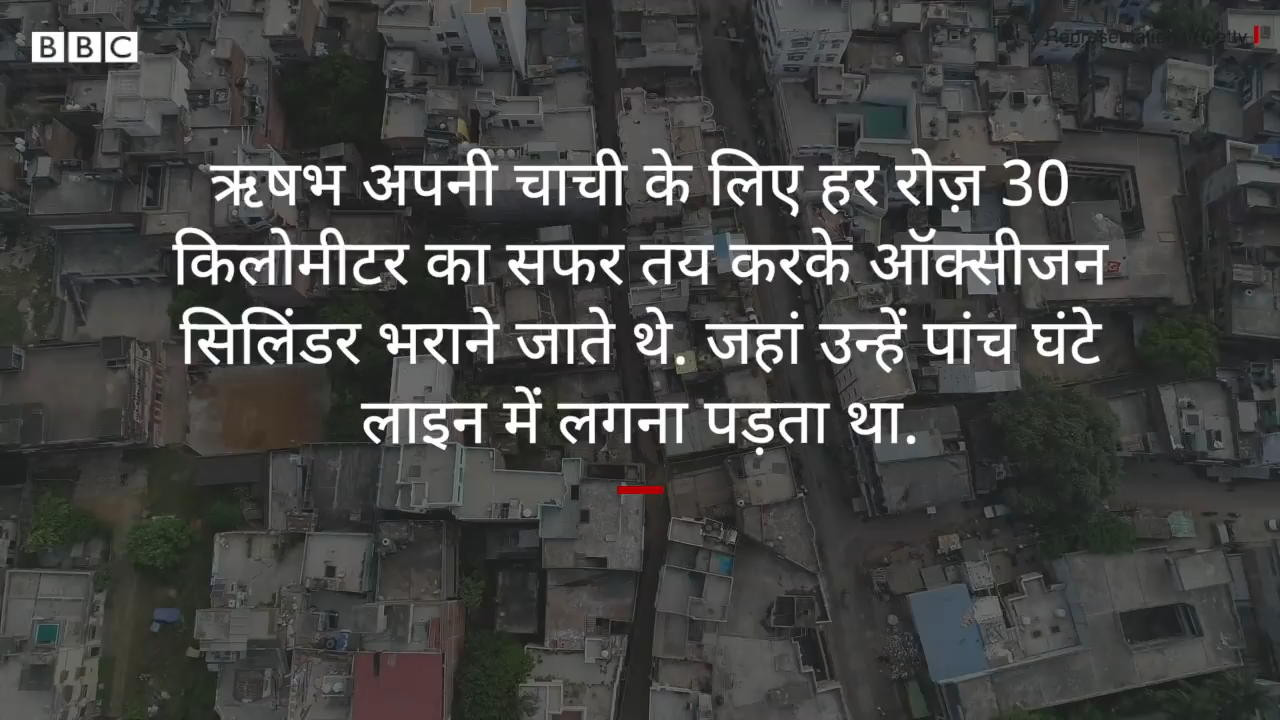 BBC
ऋषभ अपनी चाची के लिए हर रोज़ 30
किलोमीटर का सफर तय करके ऑक्सीजन
सिलिंडर भराने जाते थे. जहां उन्हें पांच घंटे
लाइन में लगना पड़ता था.